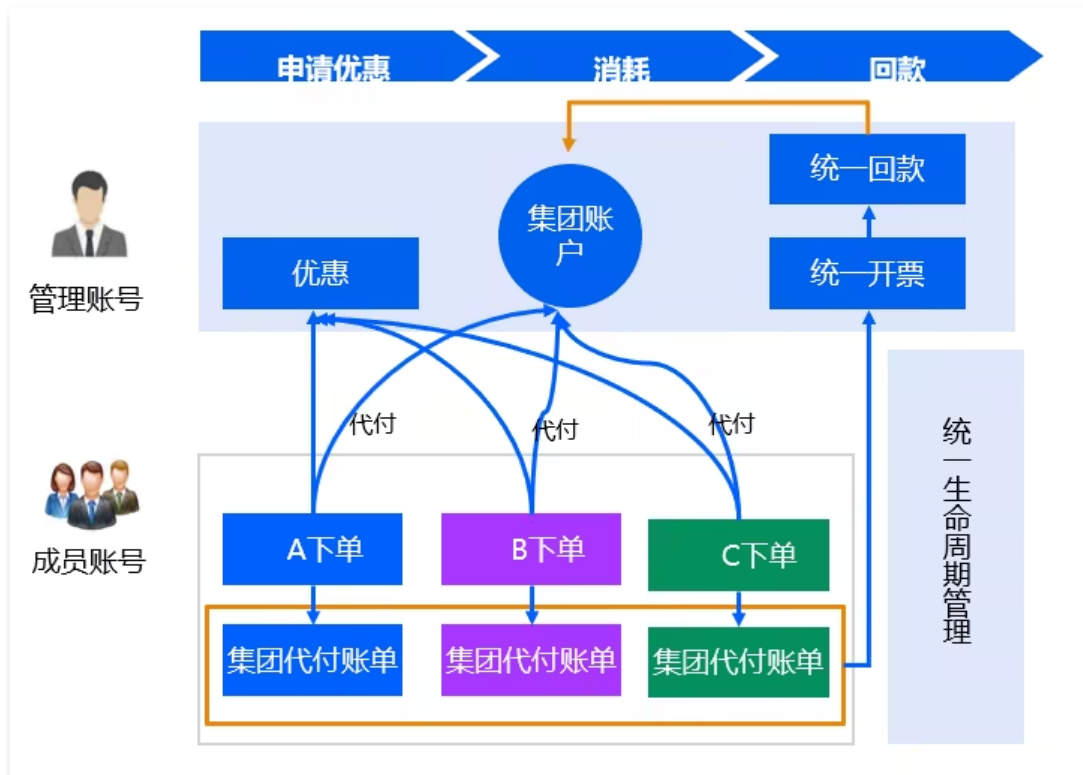 申请优惠
消耗
回款
统一回款
集团账
户
优惠
统一开票
管理账号
代付
代付
代付
统一生命周期管理
成员账号
A下单
B下单
C下单
集团代付账单
集团代付账单
集团代付账单